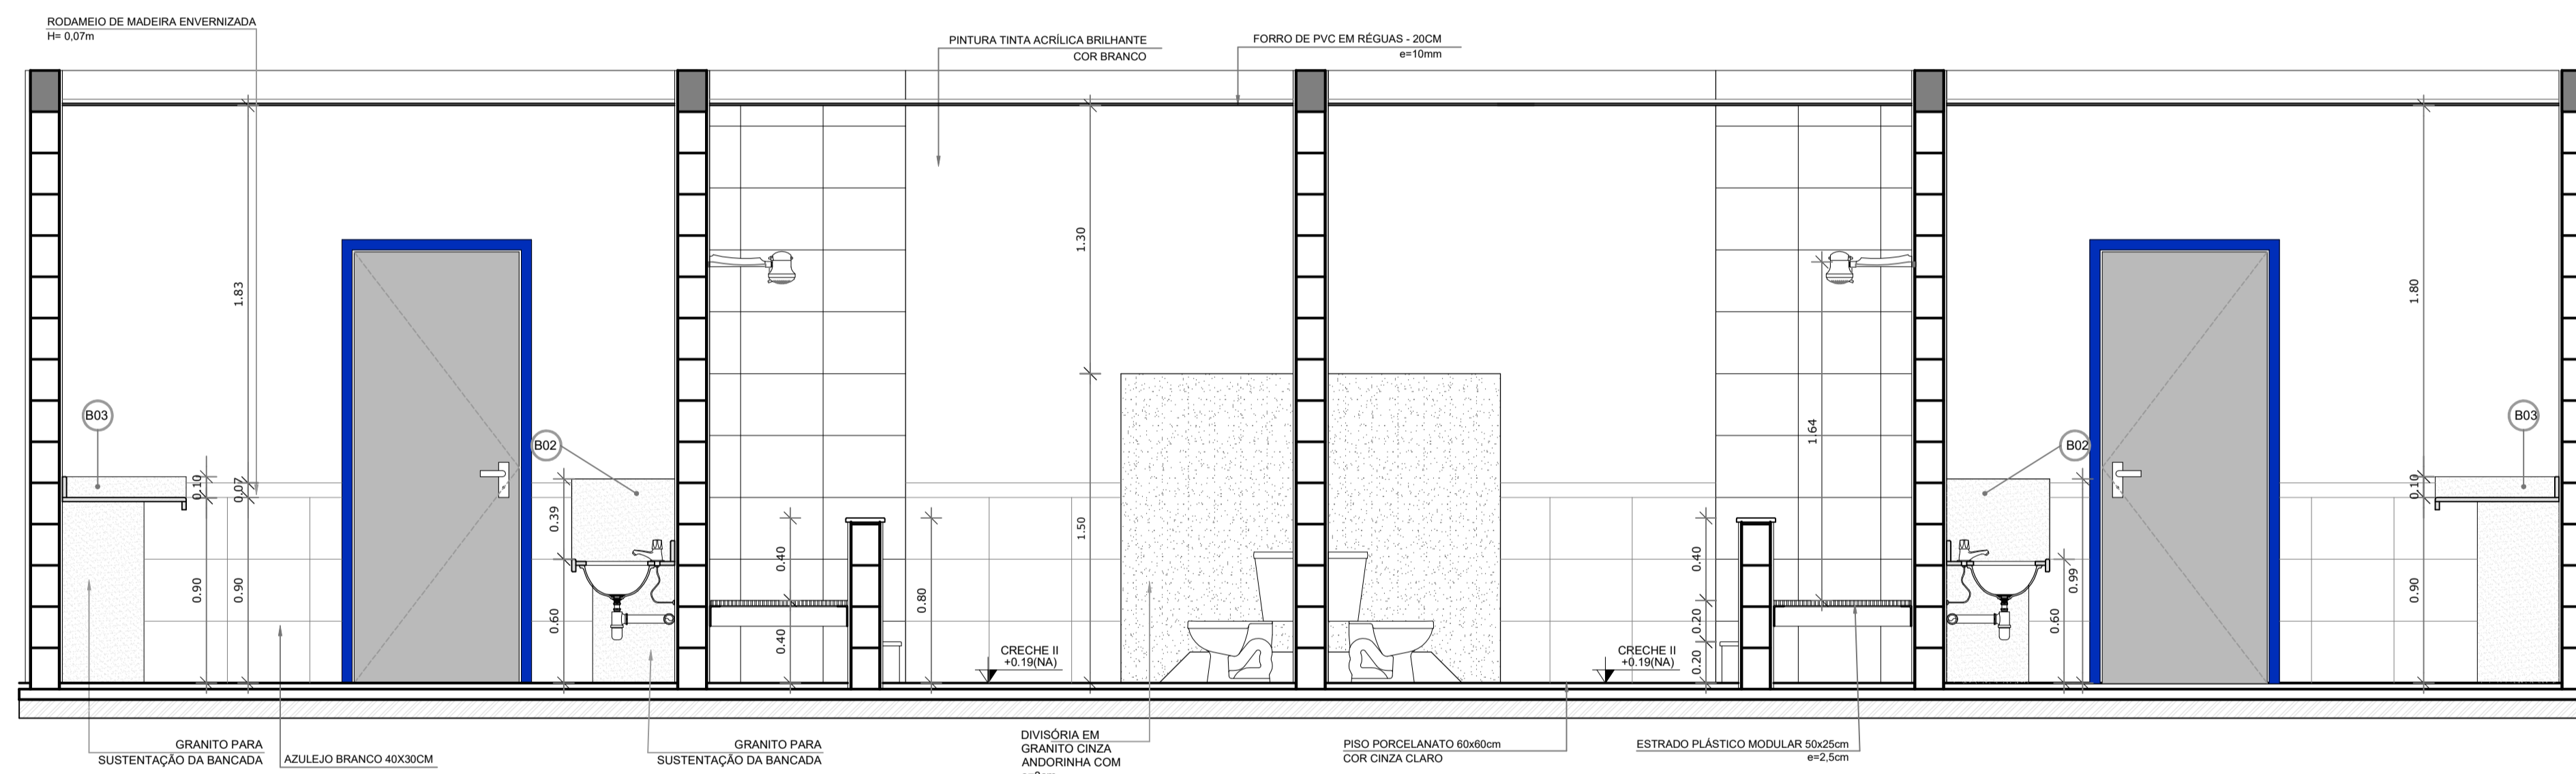 RODAMEIO DE MADEIRA ENVERNIZADA
H= 0,07m
PINTURA TINTA ACRÍLICA BRILHANTE
COR BRANCO
FORRO DE PVC EM RÉGUAS - 20CM
e=10mm
1.83
1.30
1.80
B03
B02
0.10
0.07
0.90
0.90
0.39
0.60
0.40
0.40
0.80
1.50
CRECHE II
+0.19(NA)
CRECHE II
+0.19(NA)
0.40
0.20
0.20
1.64
B02
B03
0.60
0.99
0.10
0.90
GRANITO PARA
SUSTENTAÇÃO DA BANCADA
AZULEJO BRANCO 40X30CM
GRANITO PARA
SUSTENTAÇÃO DA BANCADA
DIVISÓRIA EM
GRANITO CINZA
ANDORINHA COM
PISO PORCELANATO 60x60cm
COR CINZA CLARO
ESTRADO PLÁSTICO MODULAR 50x25cm
e=2,5cm